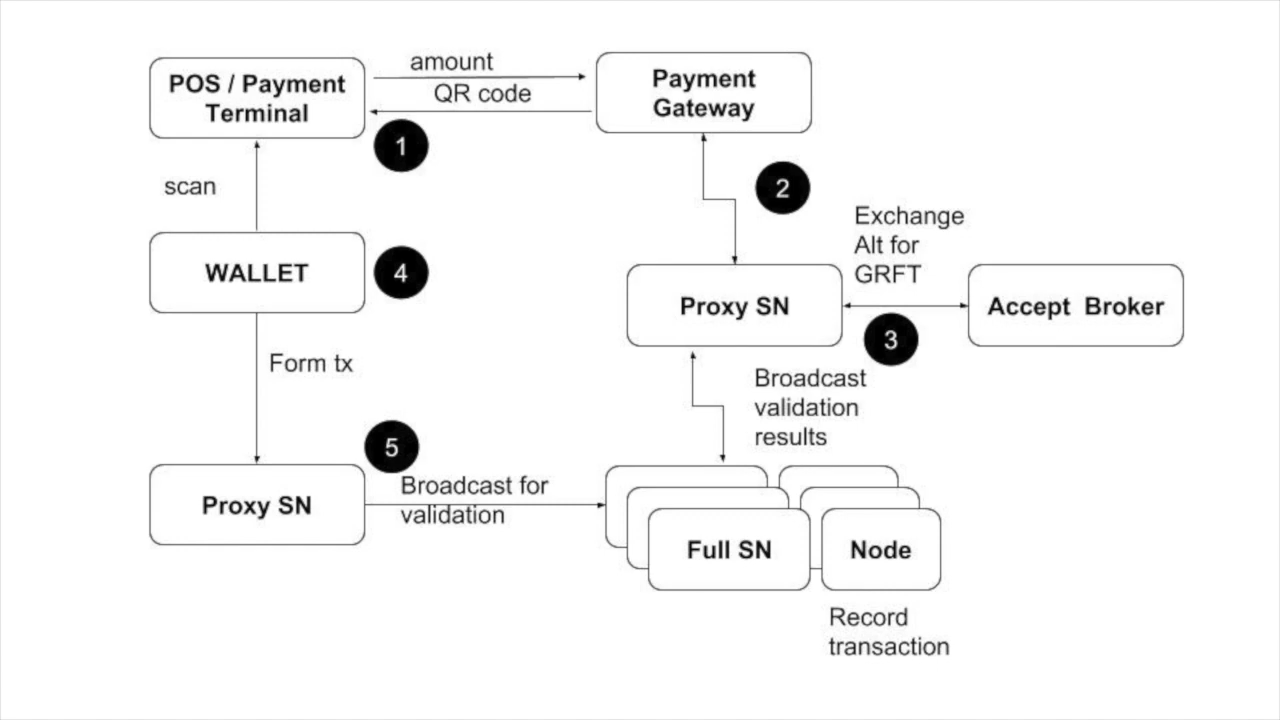 amount
POS / Payment
Terminal
Payment
Gateway
QR code
1
scan
2
Exchange
Alt for
GRFT
WALLET
4
Proxy SN
Accept Broker
3
Form tx
Broadcast
validation
results
5
Proxy SN
Broadcast for
validation
Full SN
Node
Record
transaction